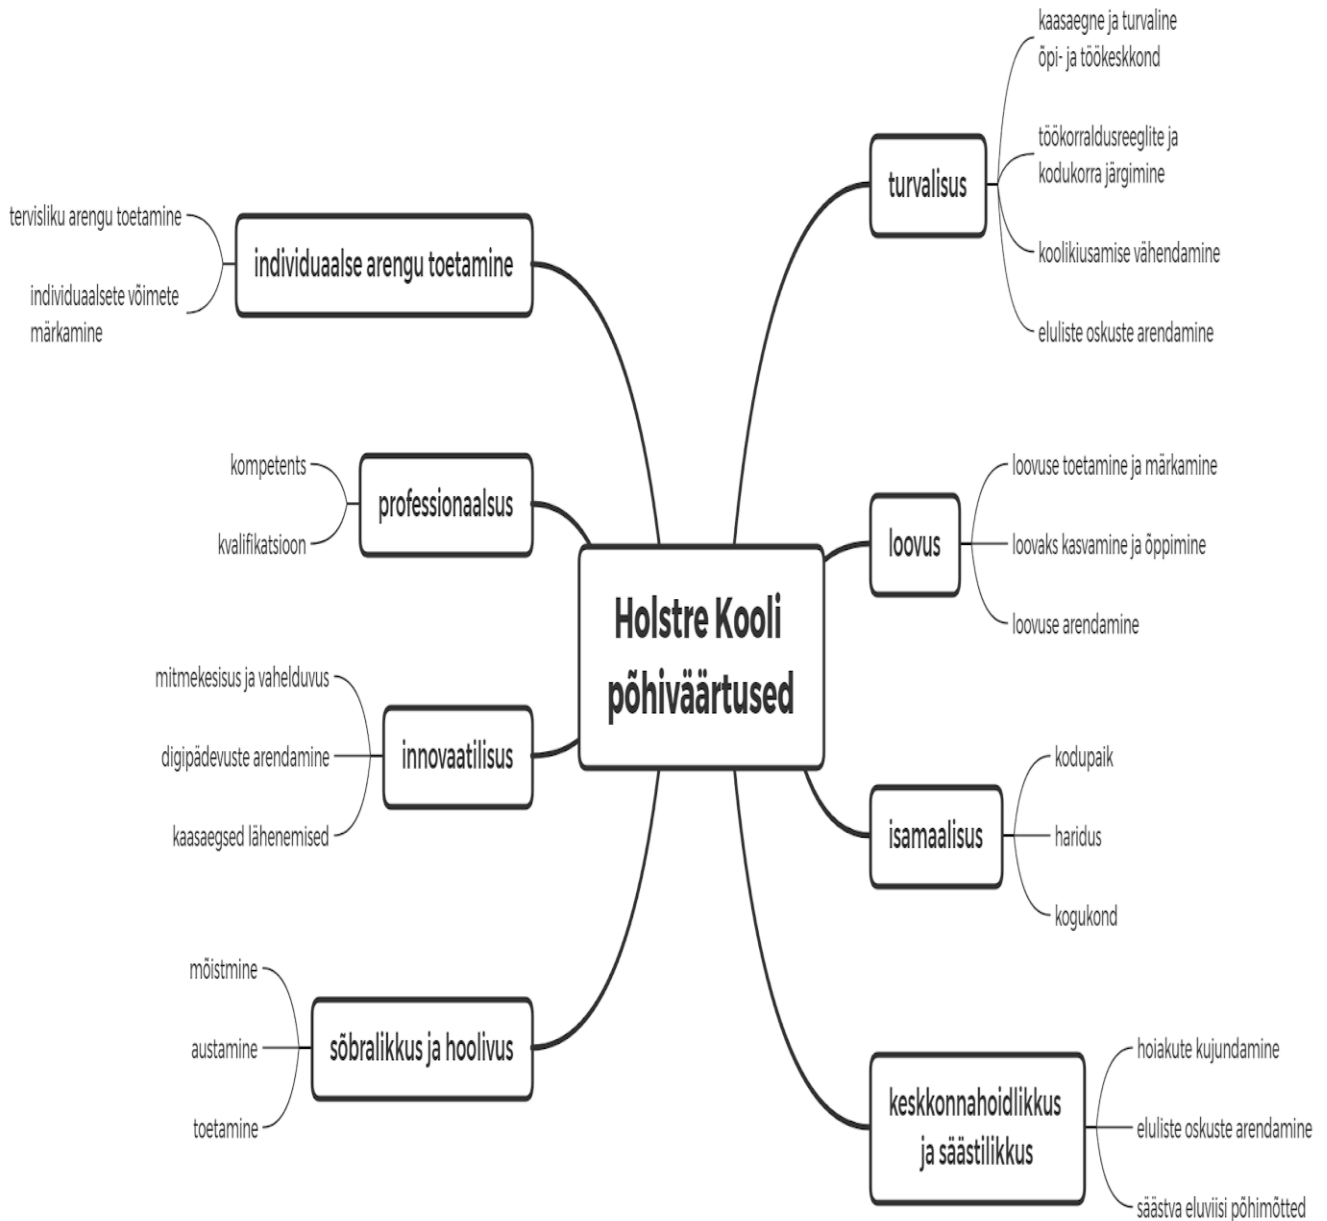 Holstre Kooli
põhiväärtused
turvalisus
kaasaegne ja turvaline
õpi- ja töökeskkond
töökorraldusreeglite ja
kodukorra järgimine
koolikiusamise vähendamine
eluliste oskuste arendamine
loovus
loovuse toetamine ja märkamine
loovaks kasvamine ja õppimine
loovuse arendamine
isamaalisus
kodupaik
haridus
kogukond
keskkonnahoidlikkus
ja säästilikkus
hoiakute kujundamine
eluliste oskuste arendamine
säästva eluviisi põhimõtted
individuaalse arengu toetamine
tervisliku arengu toetamine
individuaalsete võimete
märkamine
professionaalsus
kompetents
kvalifikatsioon
innovaatilisus
mitmekesisus ja vahelduvus
digipädevuste arendamine
kaasaegsed lähenemised
sõbralikkus ja hoolivus
mõistmine
austamine
toetamine